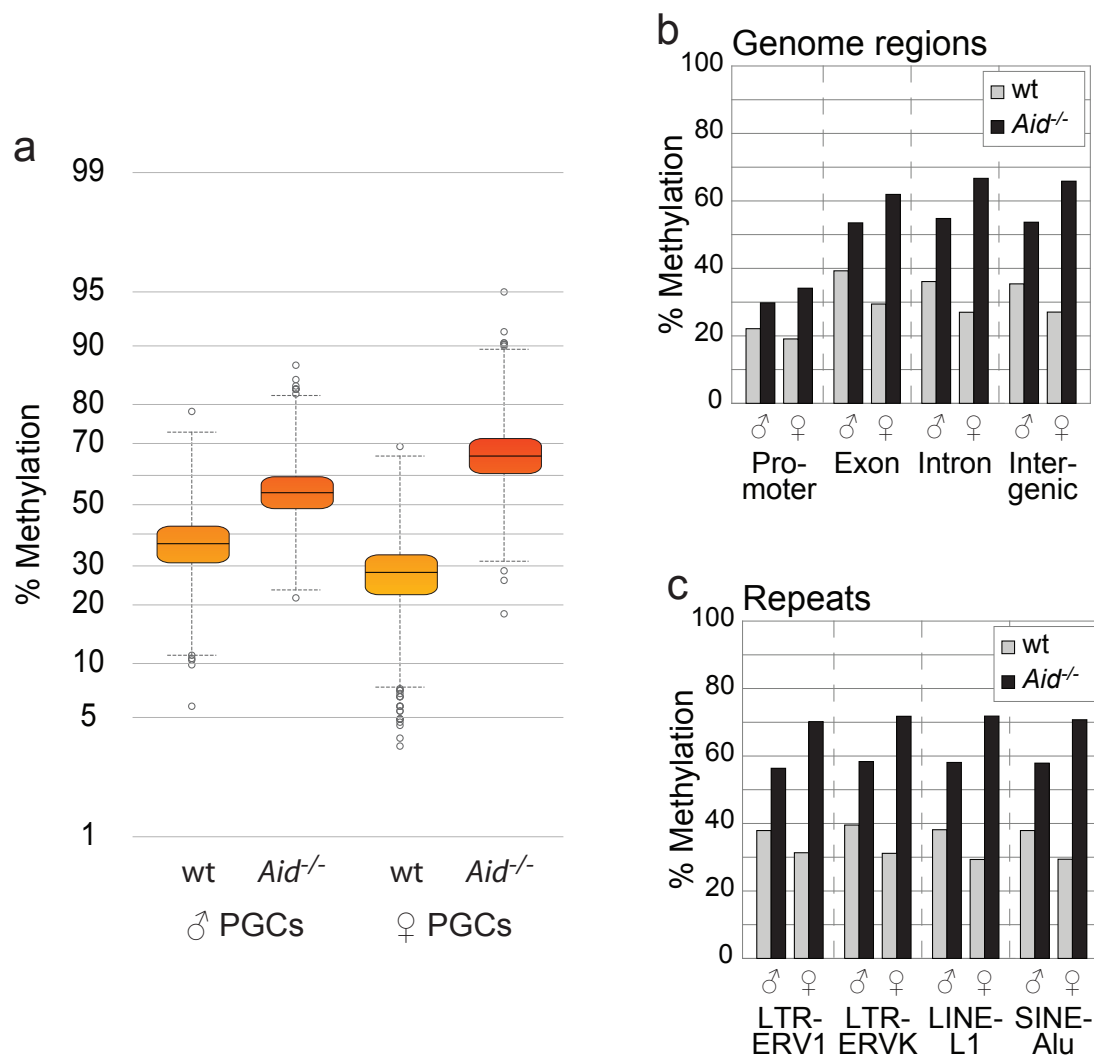 a
% Methylation
99
95
90
80
70
50
30
20
10
5
1
wt Aid-/- wt Aid-/-
♂ PGCs ♀ PGCs
b
Genome regions
% Methylation
100
80
60
40
20
0
wt
Aid-/-
♂ ♀ ♂ ♀ ♂ ♀ ♂ ♀
Pro- Exon Intron Inter-
moter genic
c
Repeats
% Methylation
100
80
60
40
20
0
wt
Aid-/-
♂ ♀ ♂ ♀ ♂ ♀ ♂ ♀
LTR- LTR- LINE- SINE-
ERV1 ERVK L1 Alu